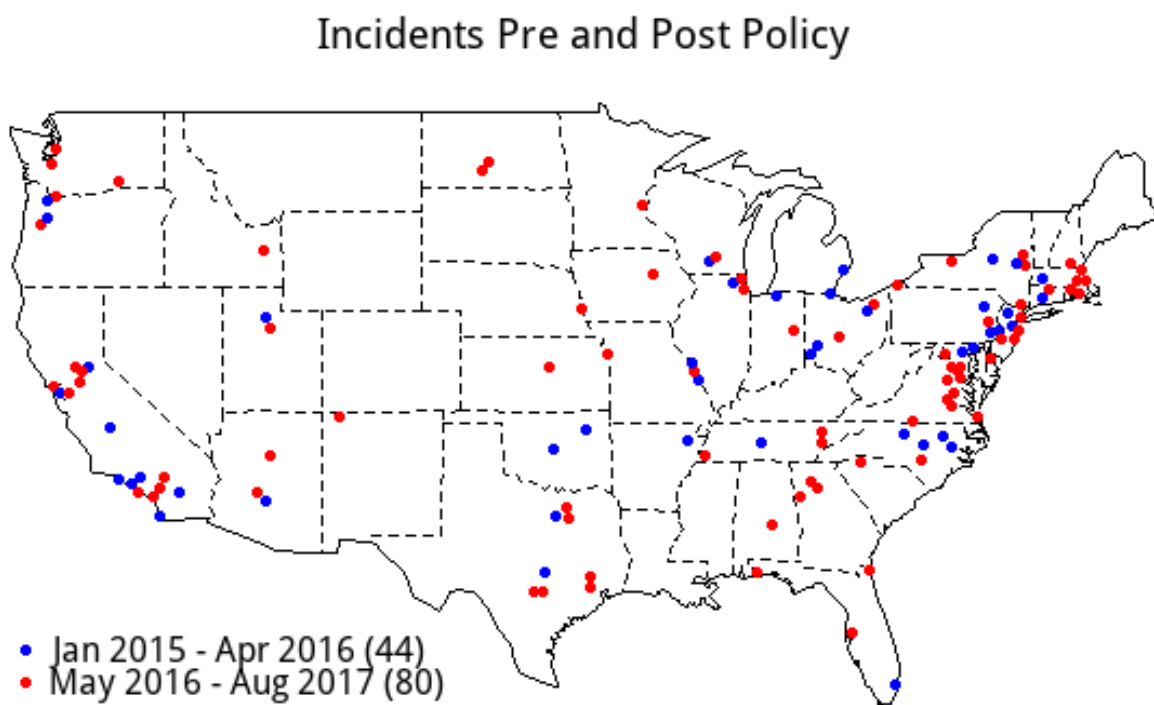 Incidents Pre and Post Policy
Jan 2015 - Apr 2016 (44)
May 2016 - Aug 2017 (80)